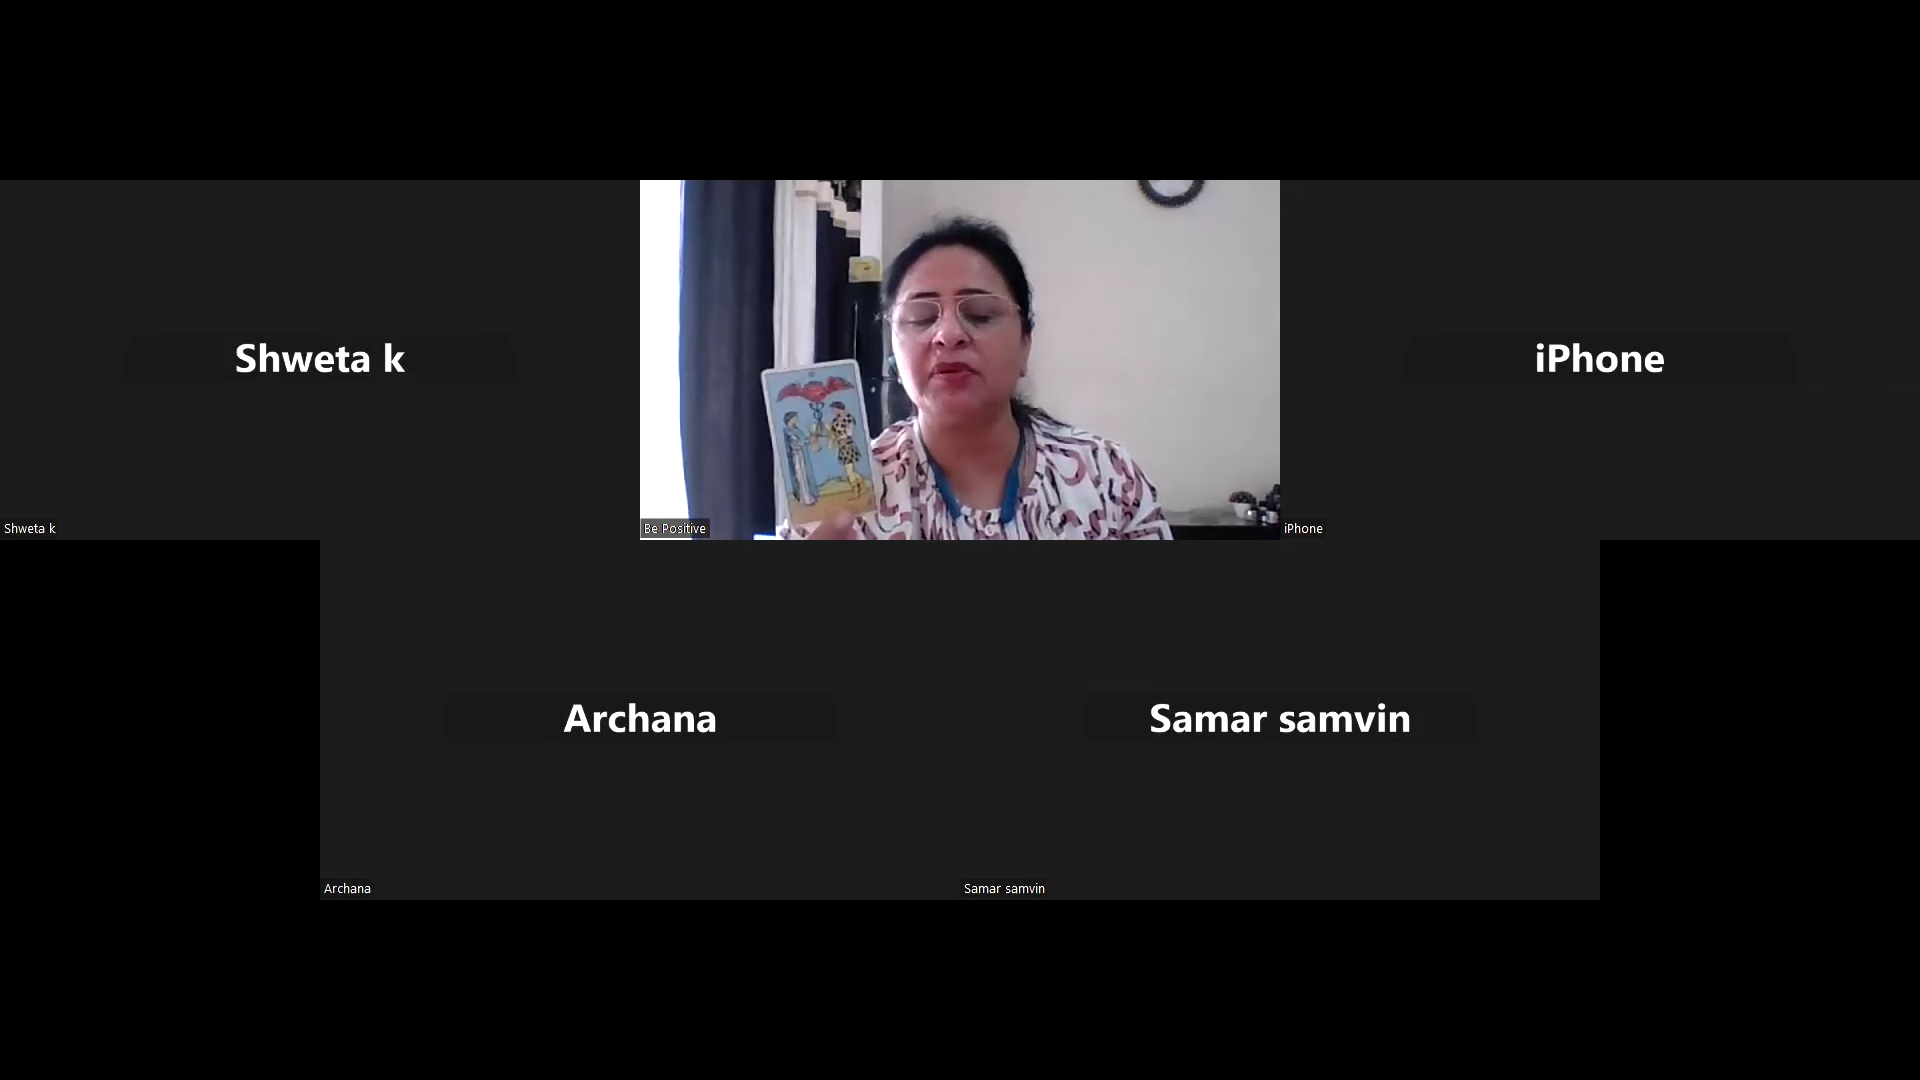 Shweta k
iPhone
Shweta k
Be Positive
iPhone
Archana
Samar samvin
Archana
Samar samvin